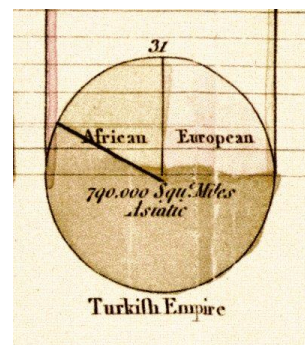 31
African European
790.000 Squ.ͤ Miles
Asiatic
Turkiſh Empire